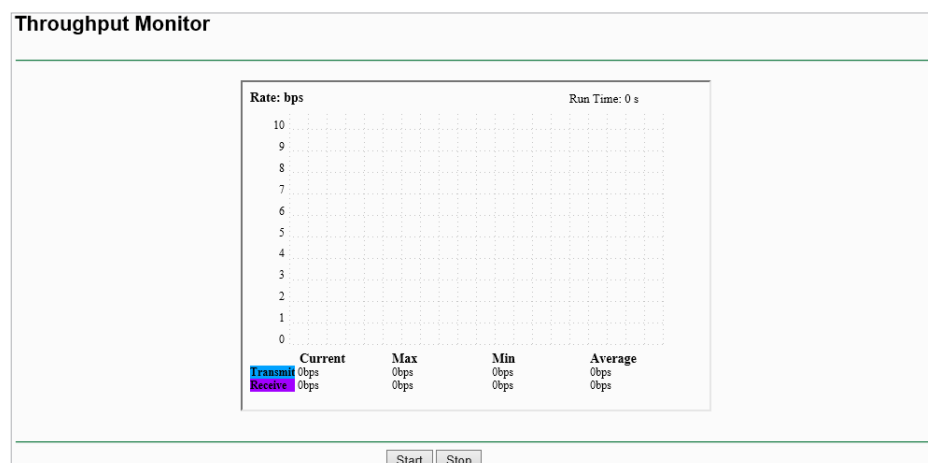 Throughput Monitor
Rate: bps Run Time: 0 s
10
9
8
7
6
5
4
3
2
1
0
Current Max Min Average
Transmit 0bps 0bps 0bps 0bps
Receive 0bps 0bps 0bps 0bps
Start Stop